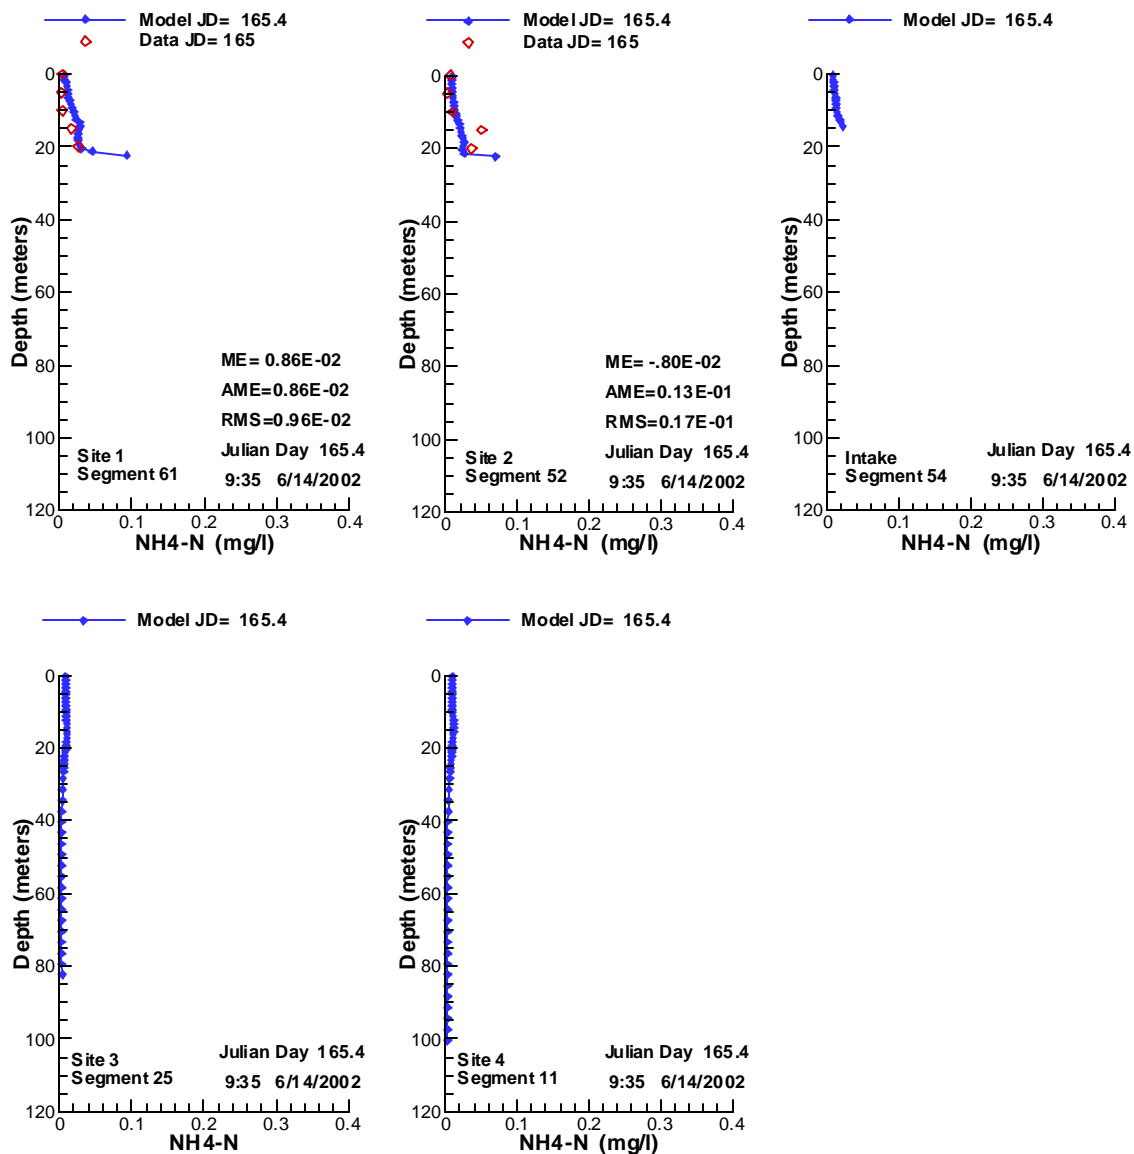 Model JD= 165.4
Data JD= 165
0
20
40
60
80
100
120
Depth (meters)
ME= 0.86E-02
AME=0.86E-02
RMS=0.96E-02
Site 1
Segment 61
Julian Day 165.4
9:35 6/14/2002
0 0.1 0.2 0.3 0.4
NH4-N (mg/l)
Model JD= 165.4
Data JD= 165
0
20
40
60
80
100
120
Depth (meters)
ME= -.80E-02
AME=0.13E-01
RMS=0.17E-01
Site 2
Segment 52
Julian Day 165.4
9:35 6/14/2002
0 0.1 0.2 0.3 0.4
NH4-N (mg/l)
Model JD= 165.4
0
20
40
60
80
100
120
Depth (meters)
Intake
Segment 54
Julian Day 165.4
9:35 6/14/2002
0 0.1 0.2 0.3 0.4
NH4-N (mg/l)
Model JD= 165.4
0
20
40
60
80
100
120
Depth (meters)
Site 3
Segment 25
Julian Day 165.4
9:35 6/14/2002
0 0.1 0.2 0.3 0.4
NH4-N
Model JD= 165.4
0
20
40
60
80
100
120
Depth (meters)
Site 4
Segment 11
Julian Day 165.4
9:35 6/14/2002
0 0.1 0.2 0.3 0.4
NH4-N (mg/l)